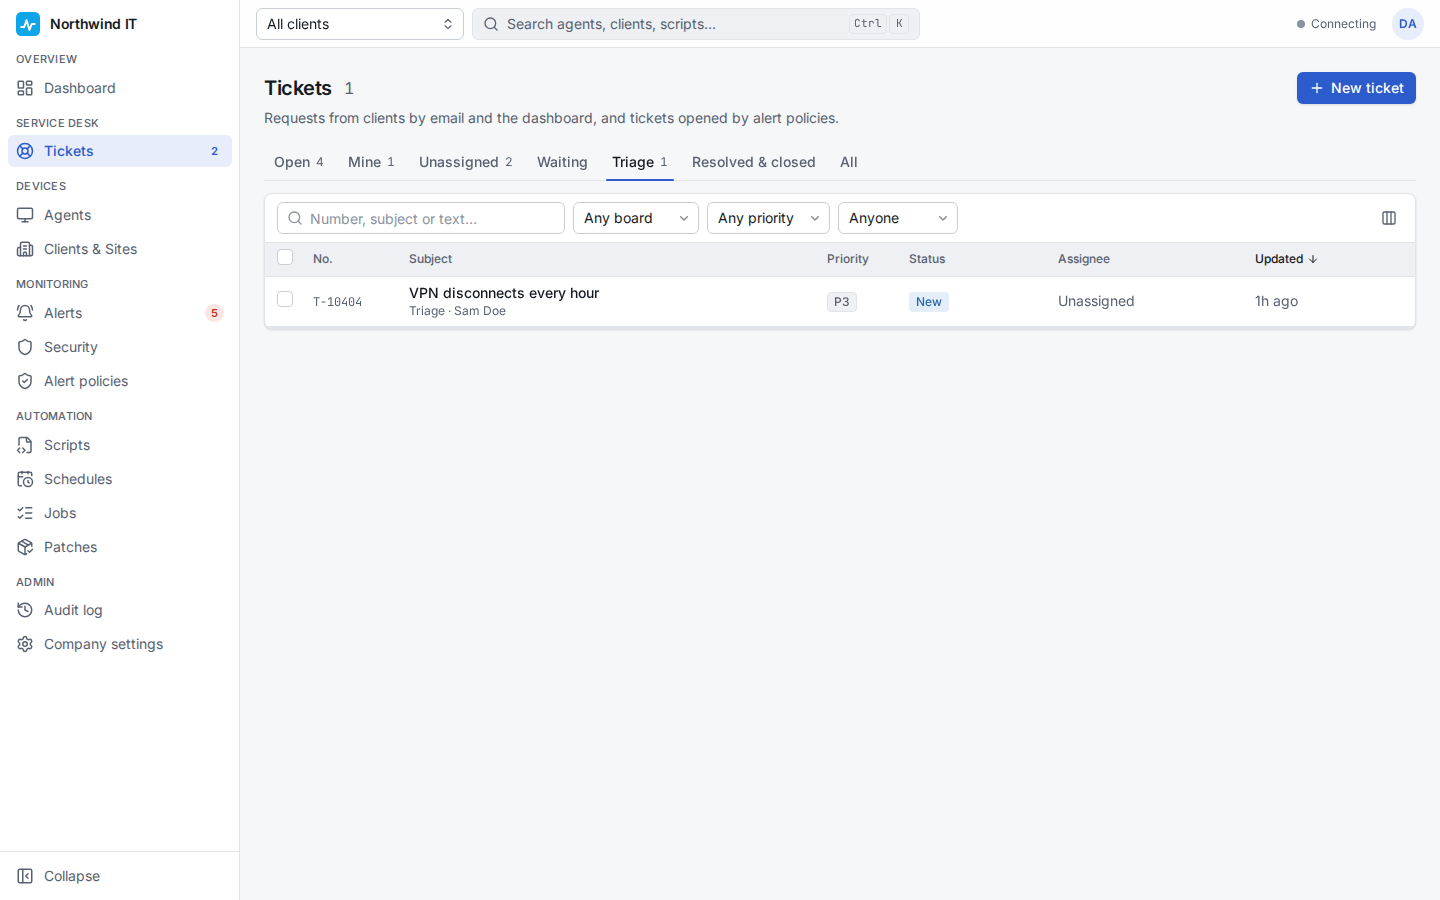 Northwind IT
All clients
Search agents, clients, scripts...
Ctrl K
Connecting
DA
OVERVIEW
Dashboard
SERVICE DESK
Tickets 2
DEVICES
Agents
Clients & Sites
MONITORING
Alerts 5
Security
Alert policies
AUTOMATION
Scripts
Schedules
Jobs
Patches
ADMIN
Audit log
Company settings
Collapse
Tickets 1
New ticket
Requests from clients by email and the dashboard, and tickets opened by alert policies.
Open 4 Mine 1 Unassigned 2 Waiting Triage 1 Resolved & closed All
Number, subject or text... Any board Any priority Anyone
No. Subject Priority Status Assignee Updated ↓
T-10404 VPN disconnects every hour P3 New Unassigned 1h ago
Triage · Sam Doe